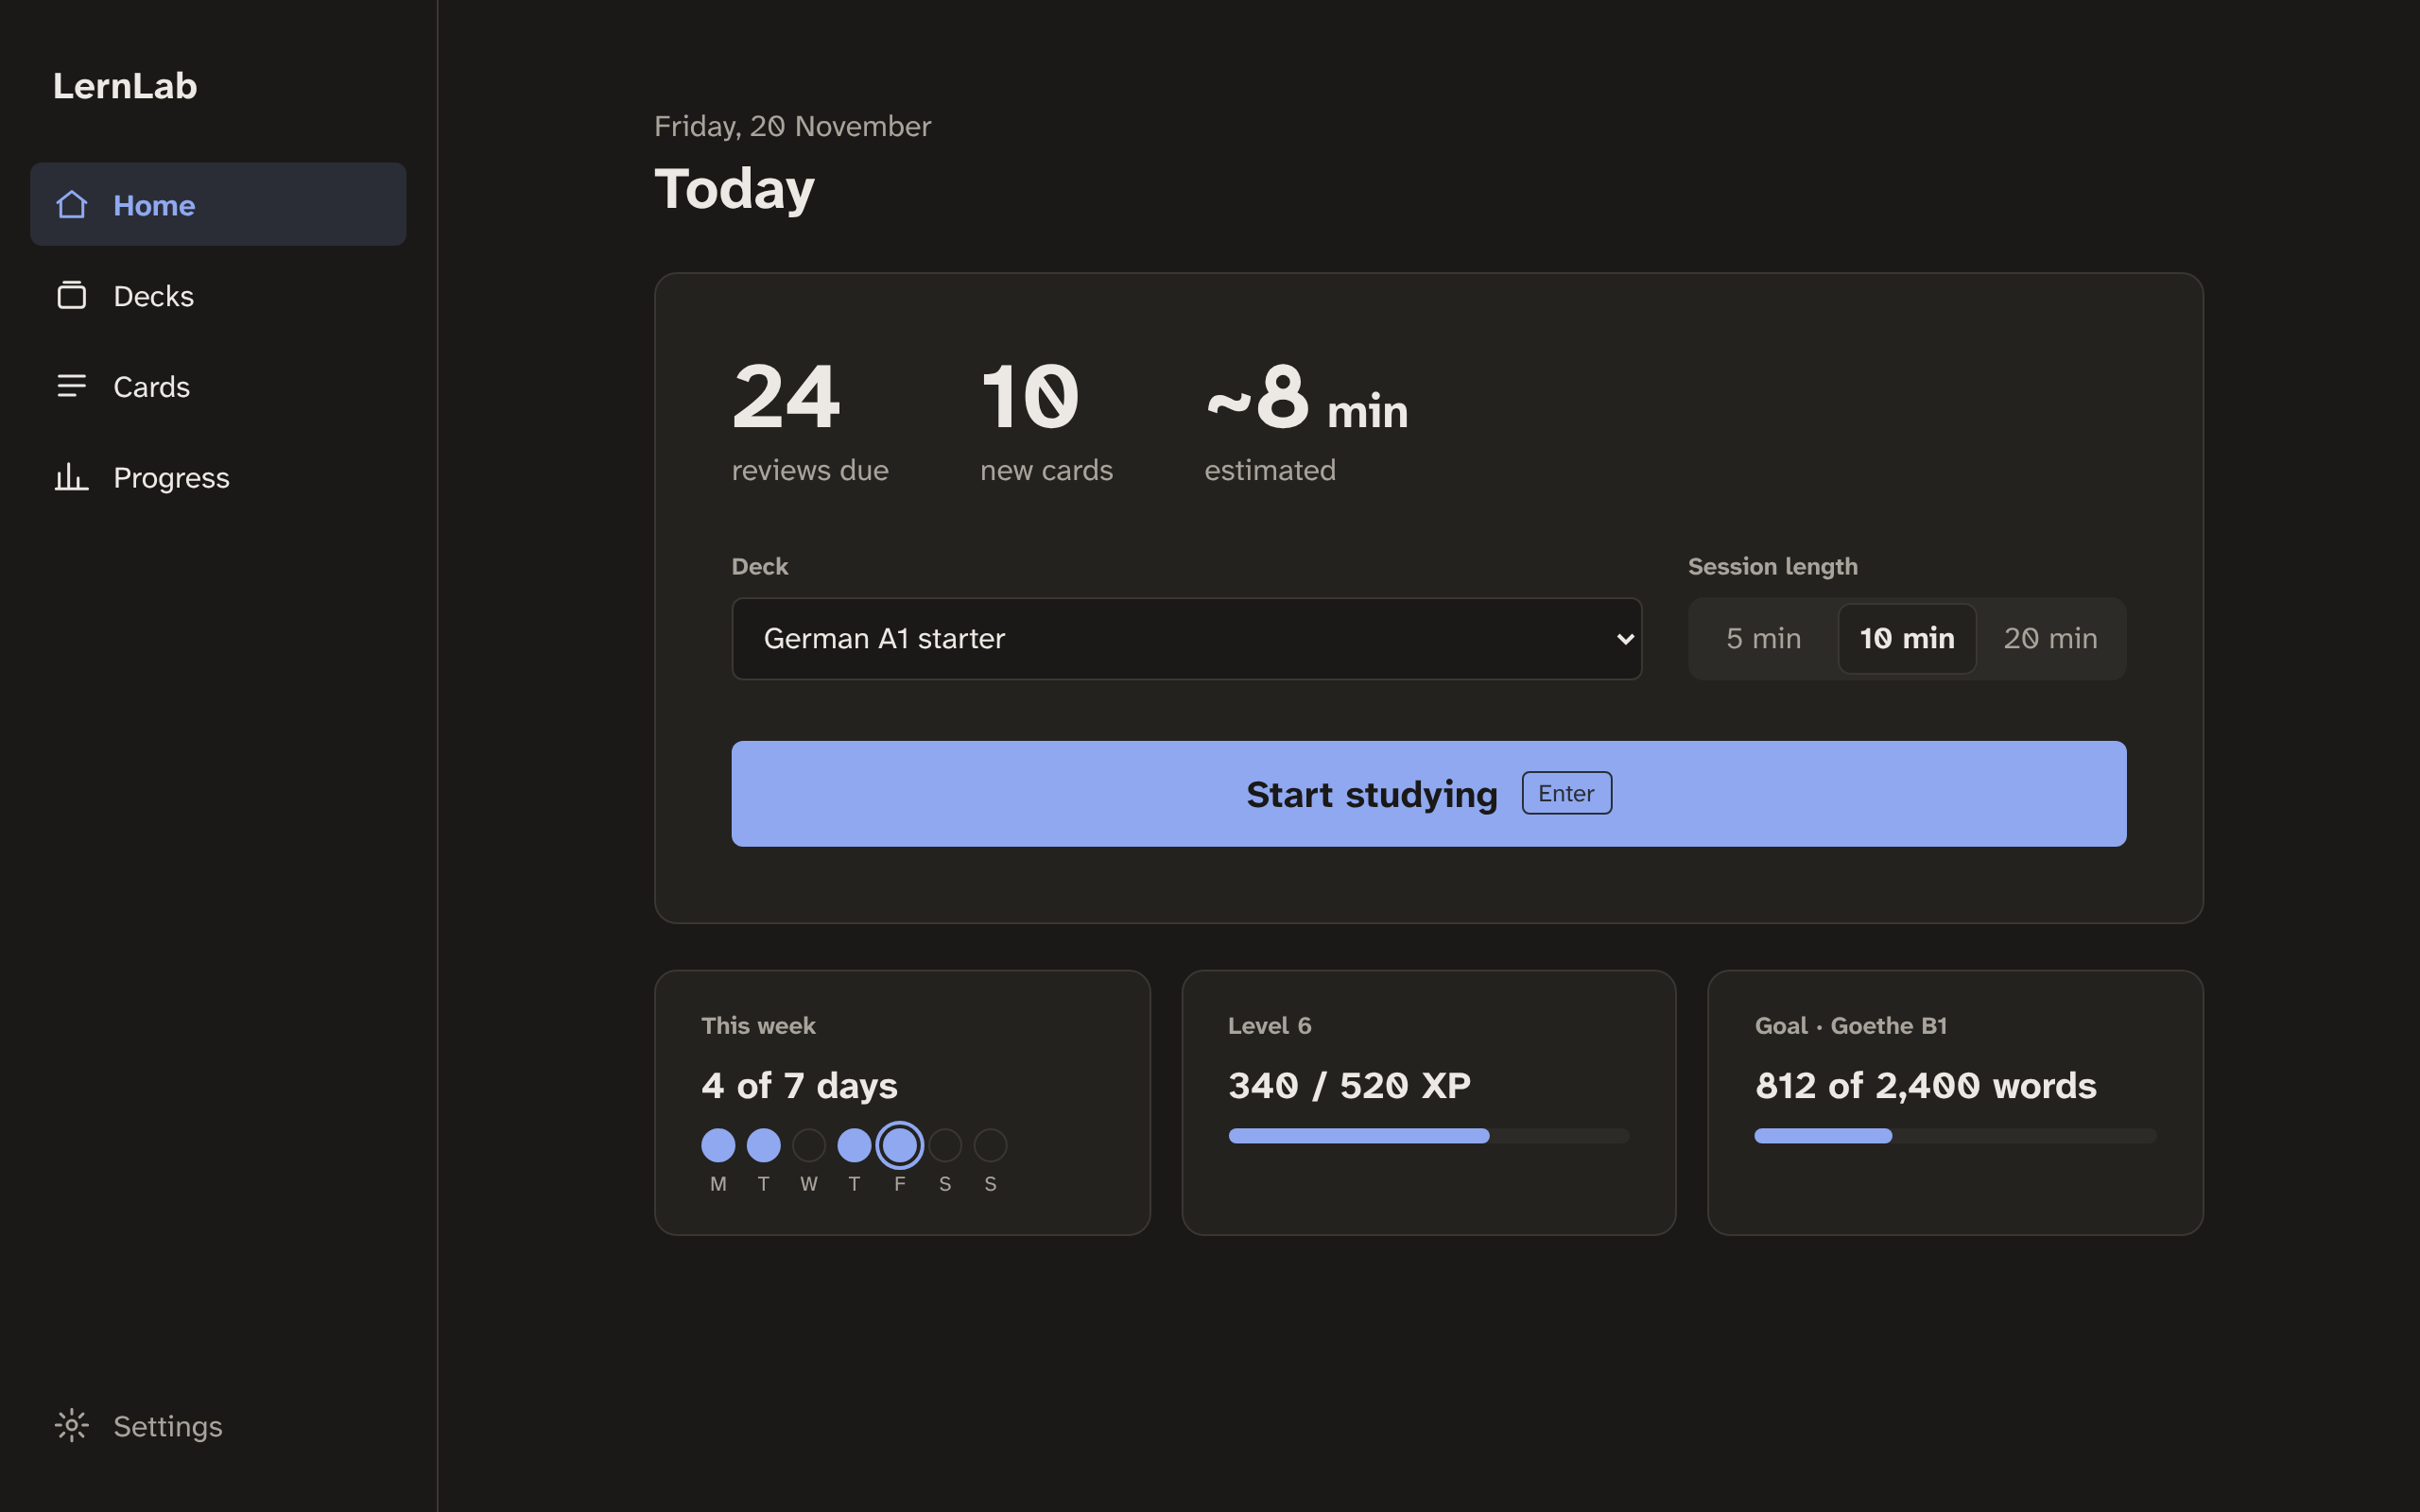 LernLab
Home
Decks
Cards
Progress
Settings
Friday, 20 November
Today
24
reviews due
10
new cards
~8 min
estimated
Deck
German A1 starter
Session length
5 min
10 min
20 min
Start studying Enter
This week
4 of 7 days
M T W T F S S
Level 6
340 / 520 XP
Goal · Goethe B1
812 of 2,400 words